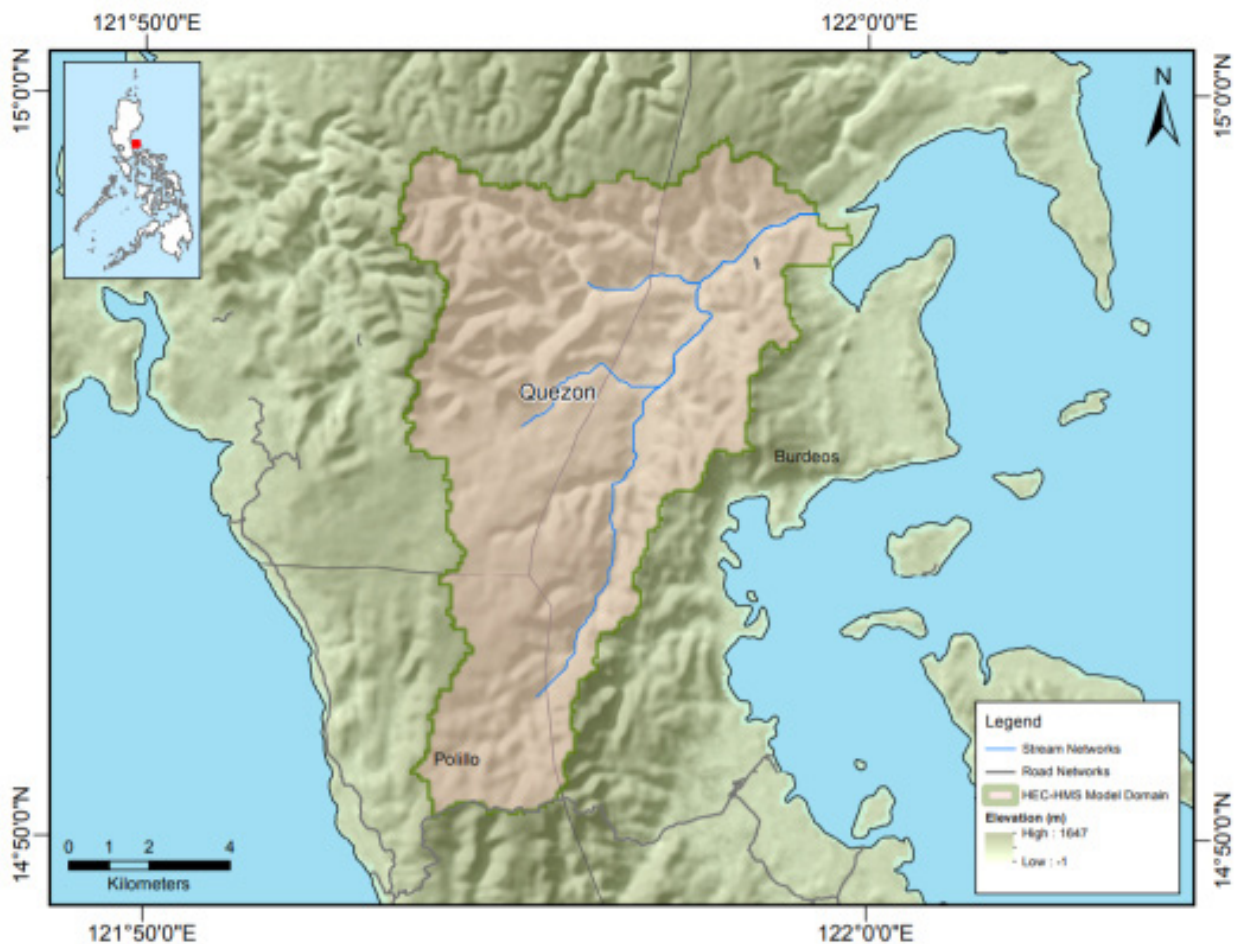 121°50'0"E
122°0'0"E
15°0'0"N
15°0'0"N
N
Quezon
Burdeos
Polillo
Legend
Stream Networks
Road Networks
HEC-HMS Model Domain
Elevation (m)
High : 1647
Low : -1
14°50'0"N
14°50'0"N
0 1 2 4
Kilometers
121°50'0"E
122°0'0"E